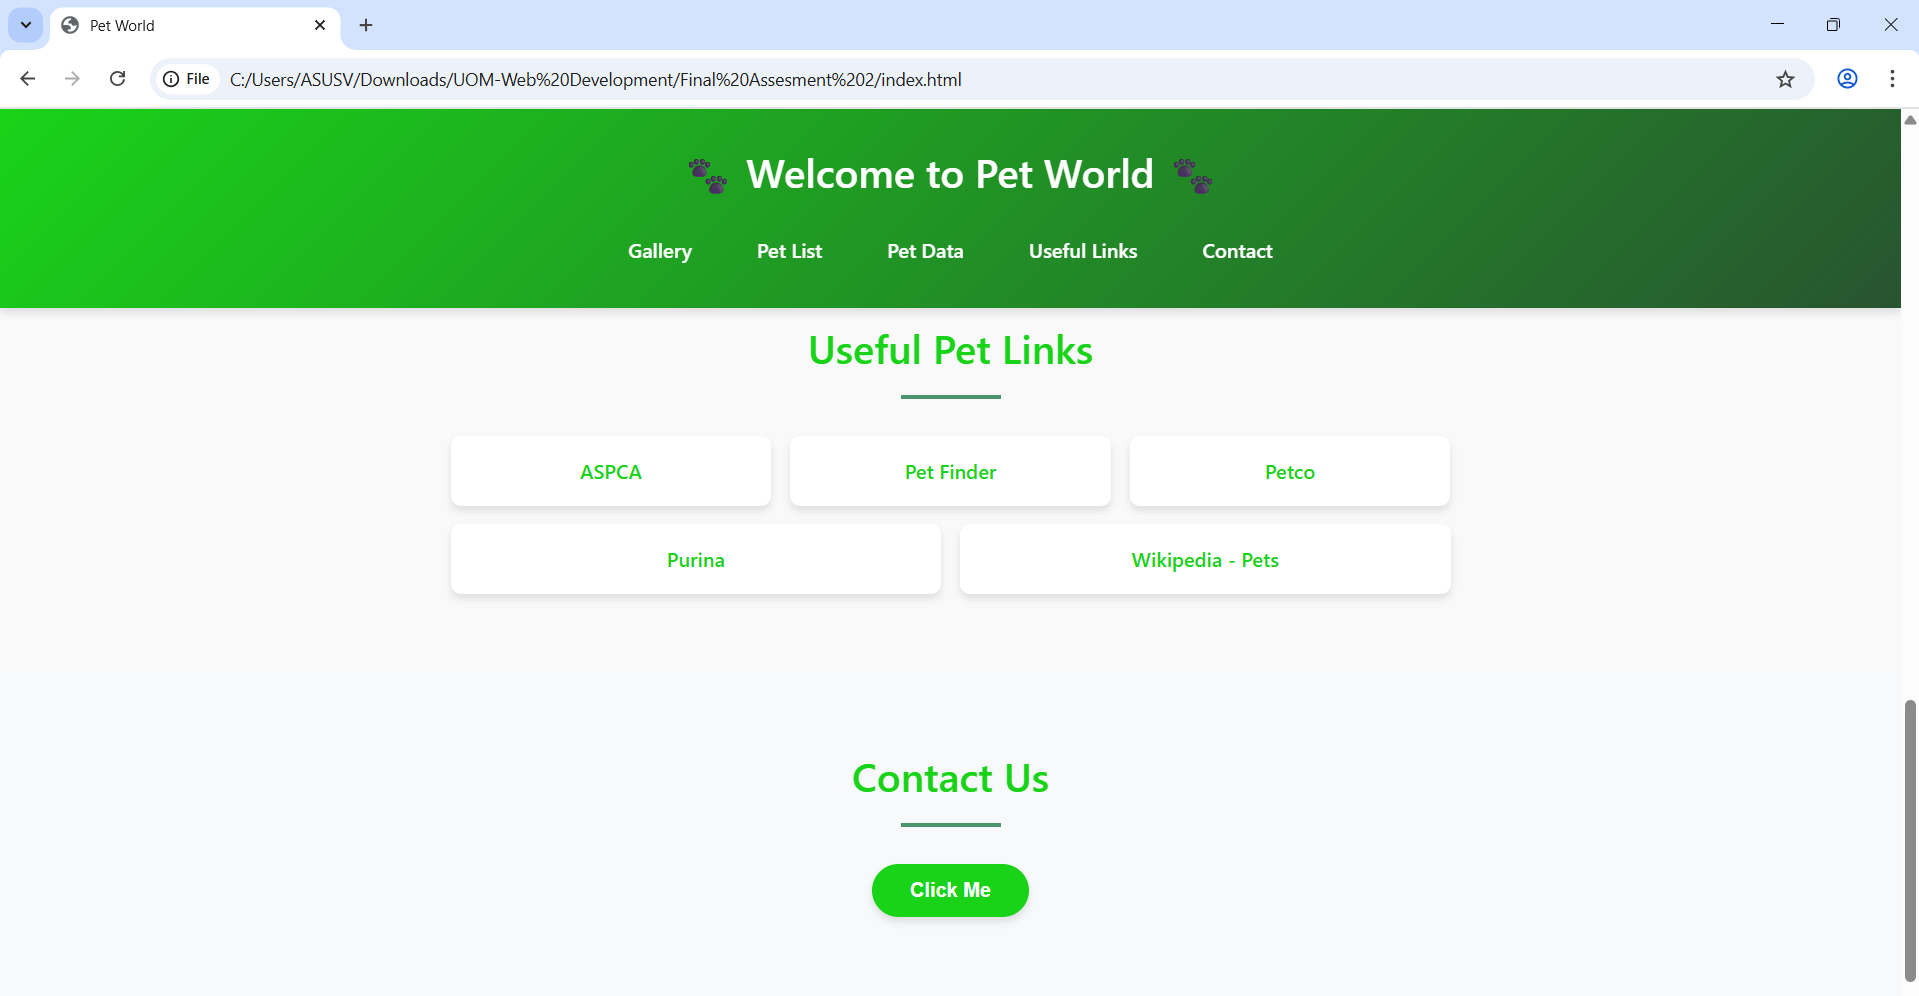 Pet World
File C:/Users/ASUSV/Downloads/UOM-Web%20Development/Final%20Assesment%202/index.html
Welcome to Pet World
Gallery Pet List Pet Data Useful Links Contact
Useful Pet Links
ASPCA Pet Finder Petco
Purina Wikipedia - Pets
Contact Us
Click Me